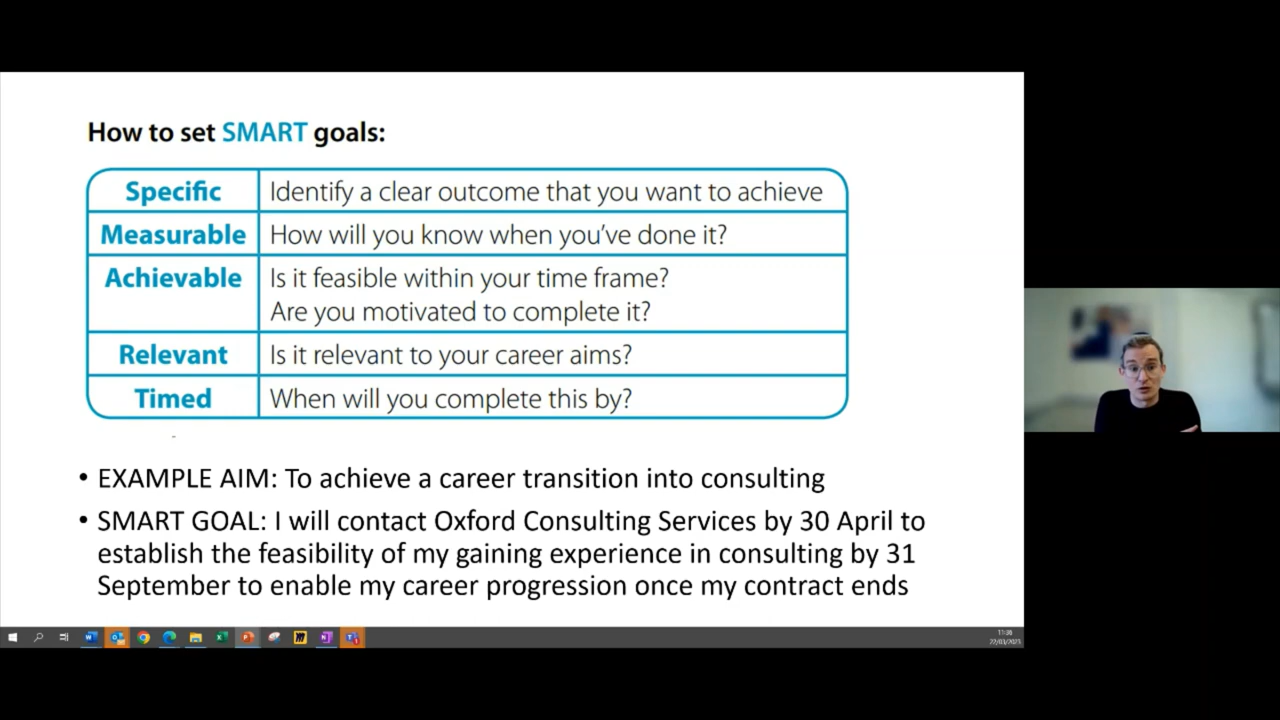 How to set SMART goals:
Specific Identify a clear outcome that you want to achieve
Measurable How will you know when you've done it?
Achievable Is it feasible within your time frame?
Are you motivated to complete it?
Relevant Is it relevant to your career aims?
Timed When will you complete this by?
• EXAMPLE AIM: To achieve a career transition into consulting
• SMART GOAL: I will contact Oxford Consulting Services by 30 April to
establish the feasibility of my gaining experience in consulting by 31
September to enable my career progression once my contract ends